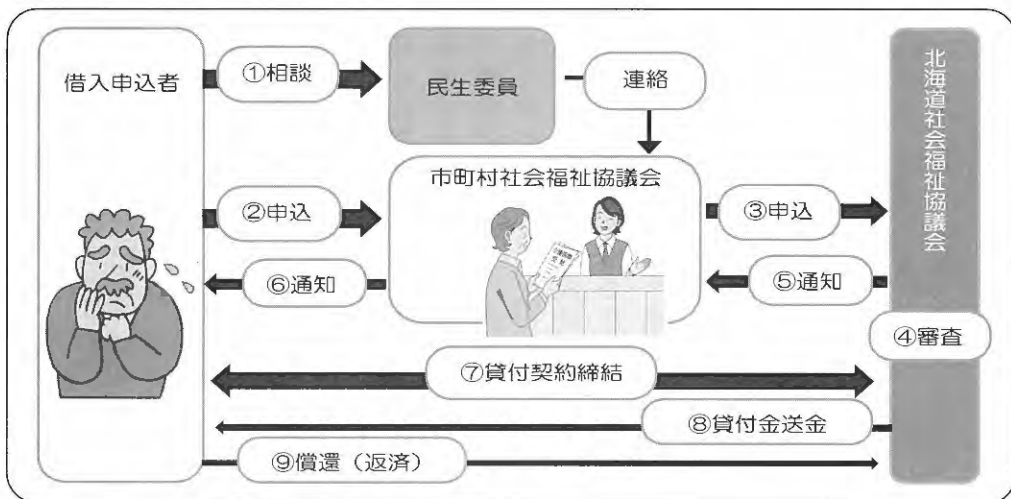 借入申込者
①相談
民生委員
連絡
北海道社会福祉協議会
市町村社会福祉協議会
②申込
③申込
⑥通知
⑤通知
④審査
⑦貸付契約締結
⑧貸付金送金
⑨償還（返済）